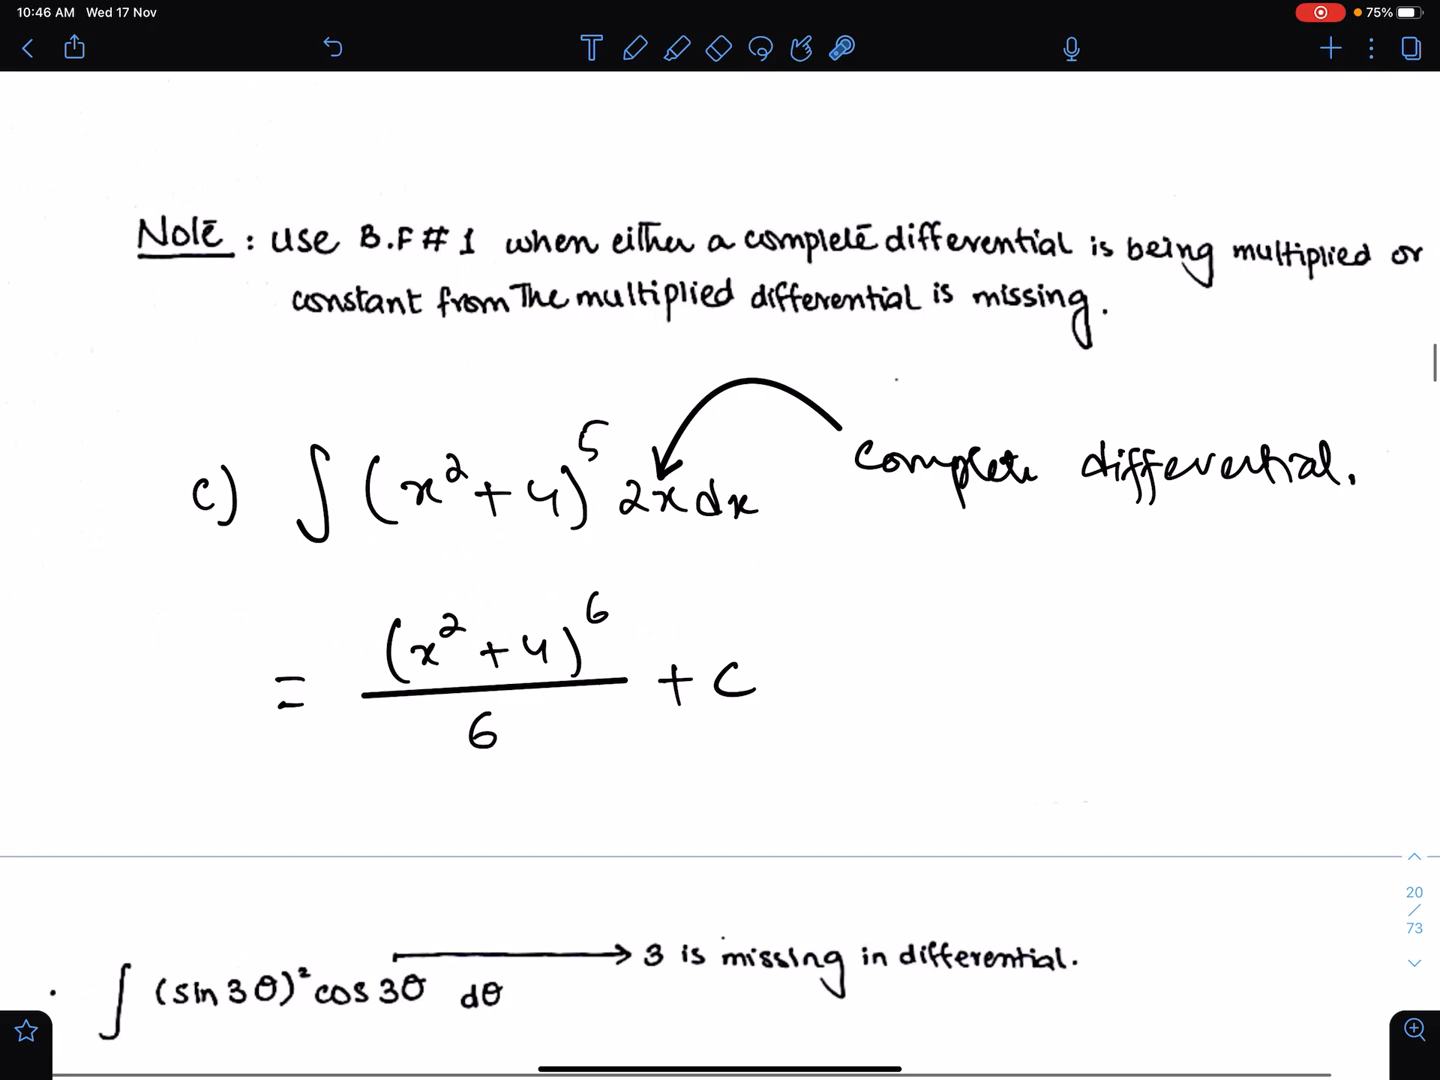 10:46 AM Wed 17 Nov
75%
Note : use B.F # 1 when either a complete differential is being multiplied or
constant from The multiplied differential is missing.
c) ∫ (x² + 4)⁵ 2x dx
complete differential.
= (x² + 4)⁶ / 6 + c
20
/
73
3 is missing in differential.
· ∫ (sin 3θ)² cos 3θ dθ